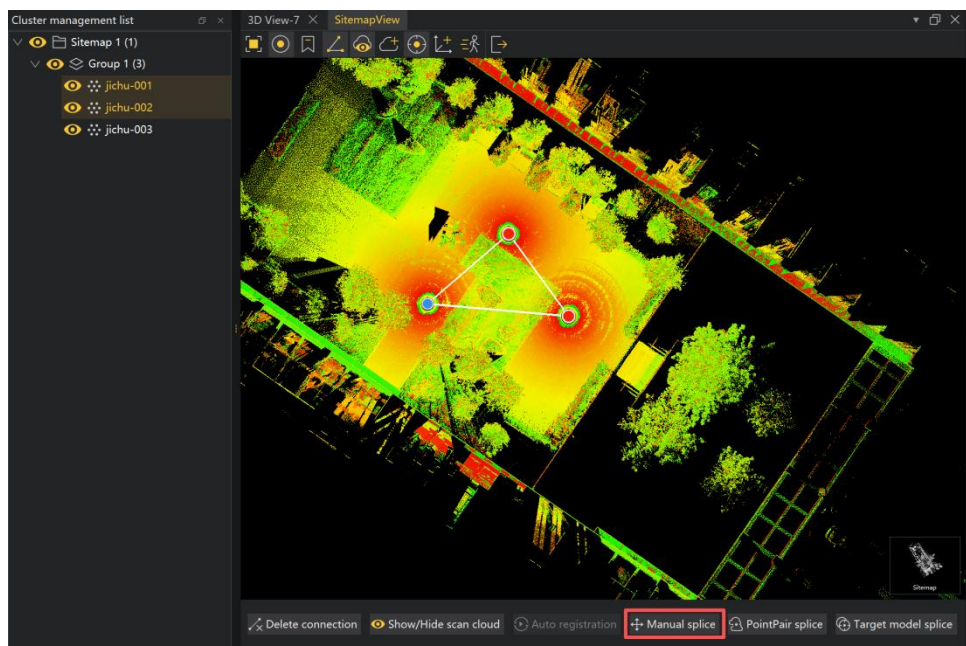 Cluster management list
3D View-7
SitemapView
Sitemap 1 (1)
Group 1 (3)
jichu-001
jichu-002
jichu-003
Sitemap
Delete connection
Show/Hide scan cloud
Auto registration
Manual splice
PointPair splice
Target model splice